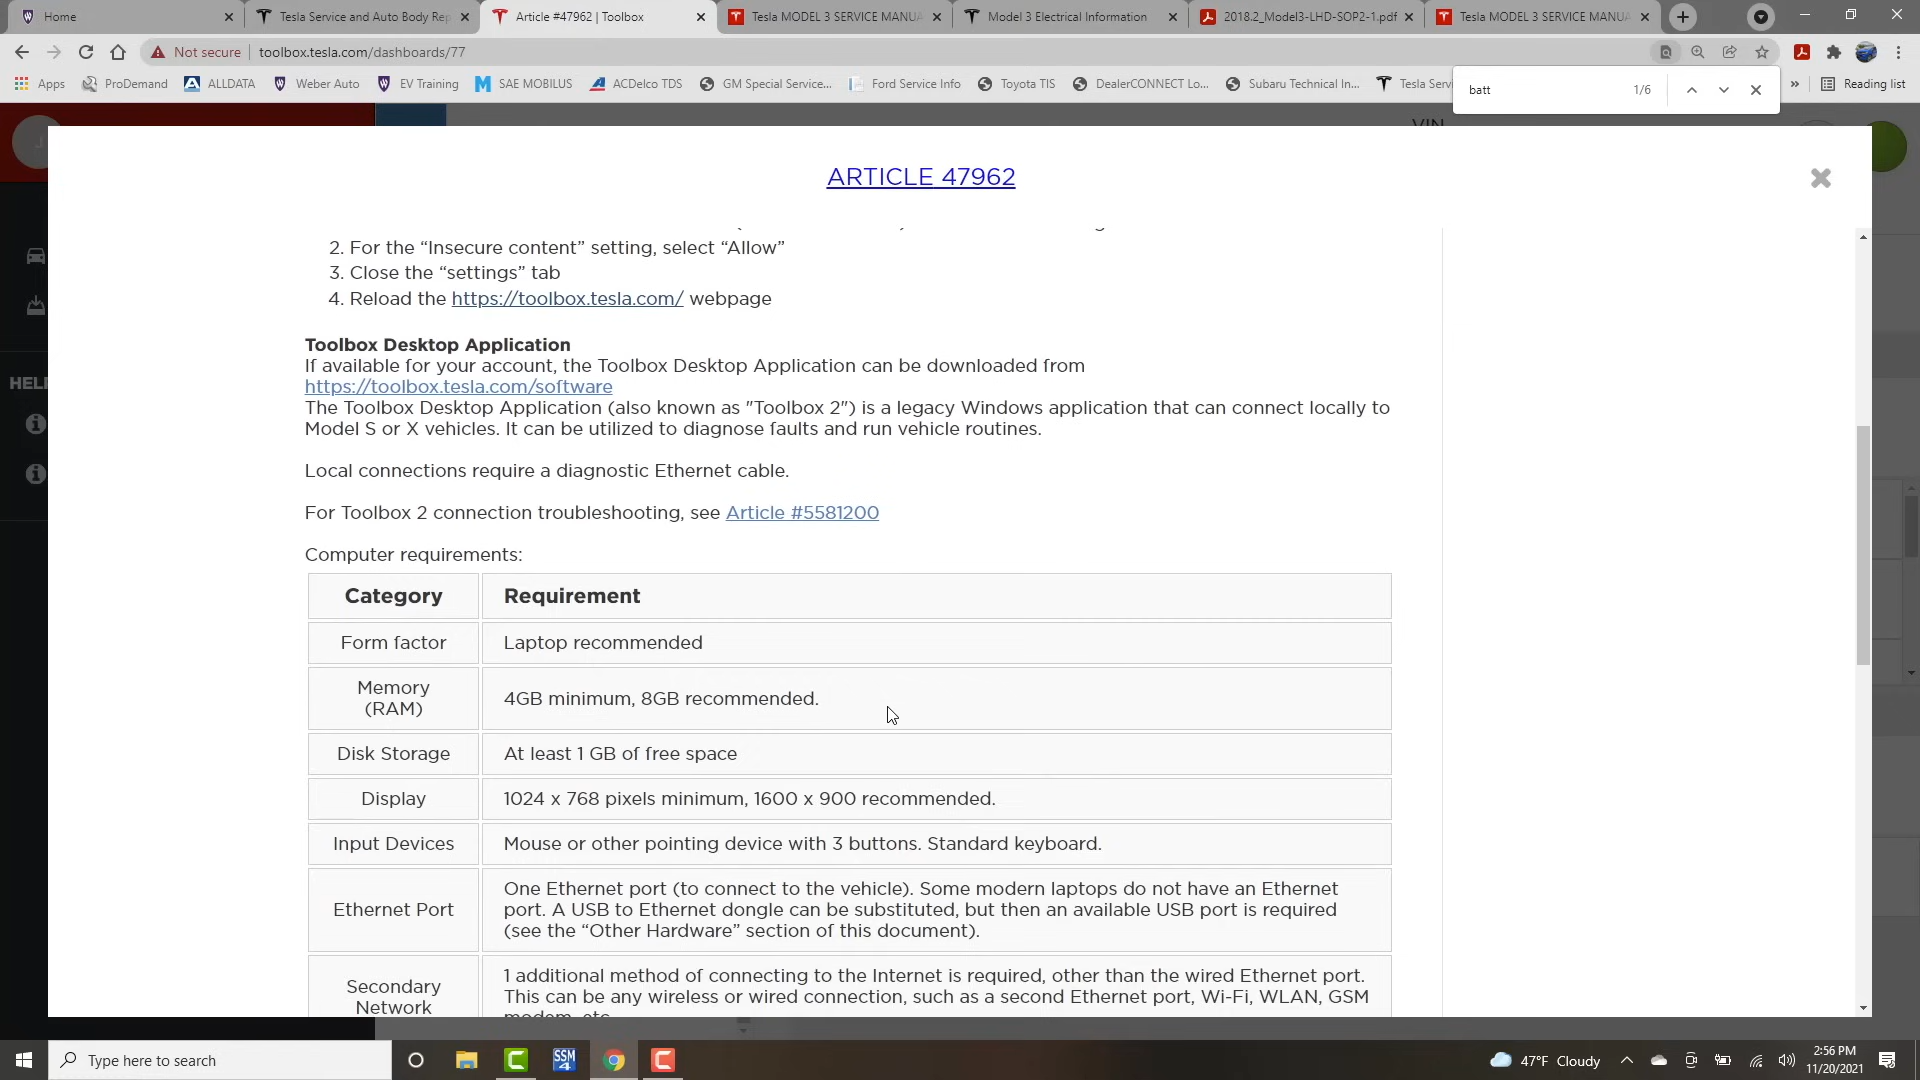 Home
Tesla Service and Auto Body Rep
Article #47962 | Toolbox
Tesla MODEL 3 SERVICE MANUA
Model 3 Electrical Information
2018.2_Model3-LHD-SOP2-1.pdf
Tesla MODEL 3 SERVICE MANUA
Not secure
toolbox.tesla.com/dashboards/77
Apps
ProDemand
ALLDATA
Weber Auto
EV Training
SAE MOBILUS
ACDelco TDS
GM Special Service...
Ford Service Info
Toyota TIS
DealerCONNECT Lo...
Subaru Technical In...
Tesla Serv
batt
1/6
Reading list
VIN
J
HELP
ARTICLE 47962
2. For the “Insecure content” setting, select “Allow”
3. Close the “settings” tab
4. Reload the https://toolbox.tesla.com/ webpage
Toolbox Desktop Application
If available for your account, the Toolbox Desktop Application can be downloaded from
https://toolbox.tesla.com/software
The Toolbox Desktop Application (also known as "Toolbox 2") is a legacy Windows application that can connect locally to
Model S or X vehicles. It can be utilized to diagnose faults and run vehicle routines.
Local connections require a diagnostic Ethernet cable.
For Toolbox 2 connection troubleshooting, see Article #5581200
Computer requirements:
Category
Requirement
Form factor
Laptop recommended
Memory
(RAM)
4GB minimum, 8GB recommended.
Disk Storage
At least 1 GB of free space
Display
1024 x 768 pixels minimum, 1600 x 900 recommended.
Input Devices
Mouse or other pointing device with 3 buttons. Standard keyboard.
Ethernet Port
One Ethernet port (to connect to the vehicle). Some modern laptops do not have an Ethernet
port. A USB to Ethernet dongle can be substituted, but then an available USB port is required
(see the “Other Hardware” section of this document).
Secondary
Network
1 additional method of connecting to the Internet is required, other than the wired Ethernet port.
This can be any wireless or wired connection, such as a second Ethernet port, Wi-Fi, WLAN, GSM
modem, etc.
Type here to search
SSM
4
47°F Cloudy
2:56 PM
11/20/2021